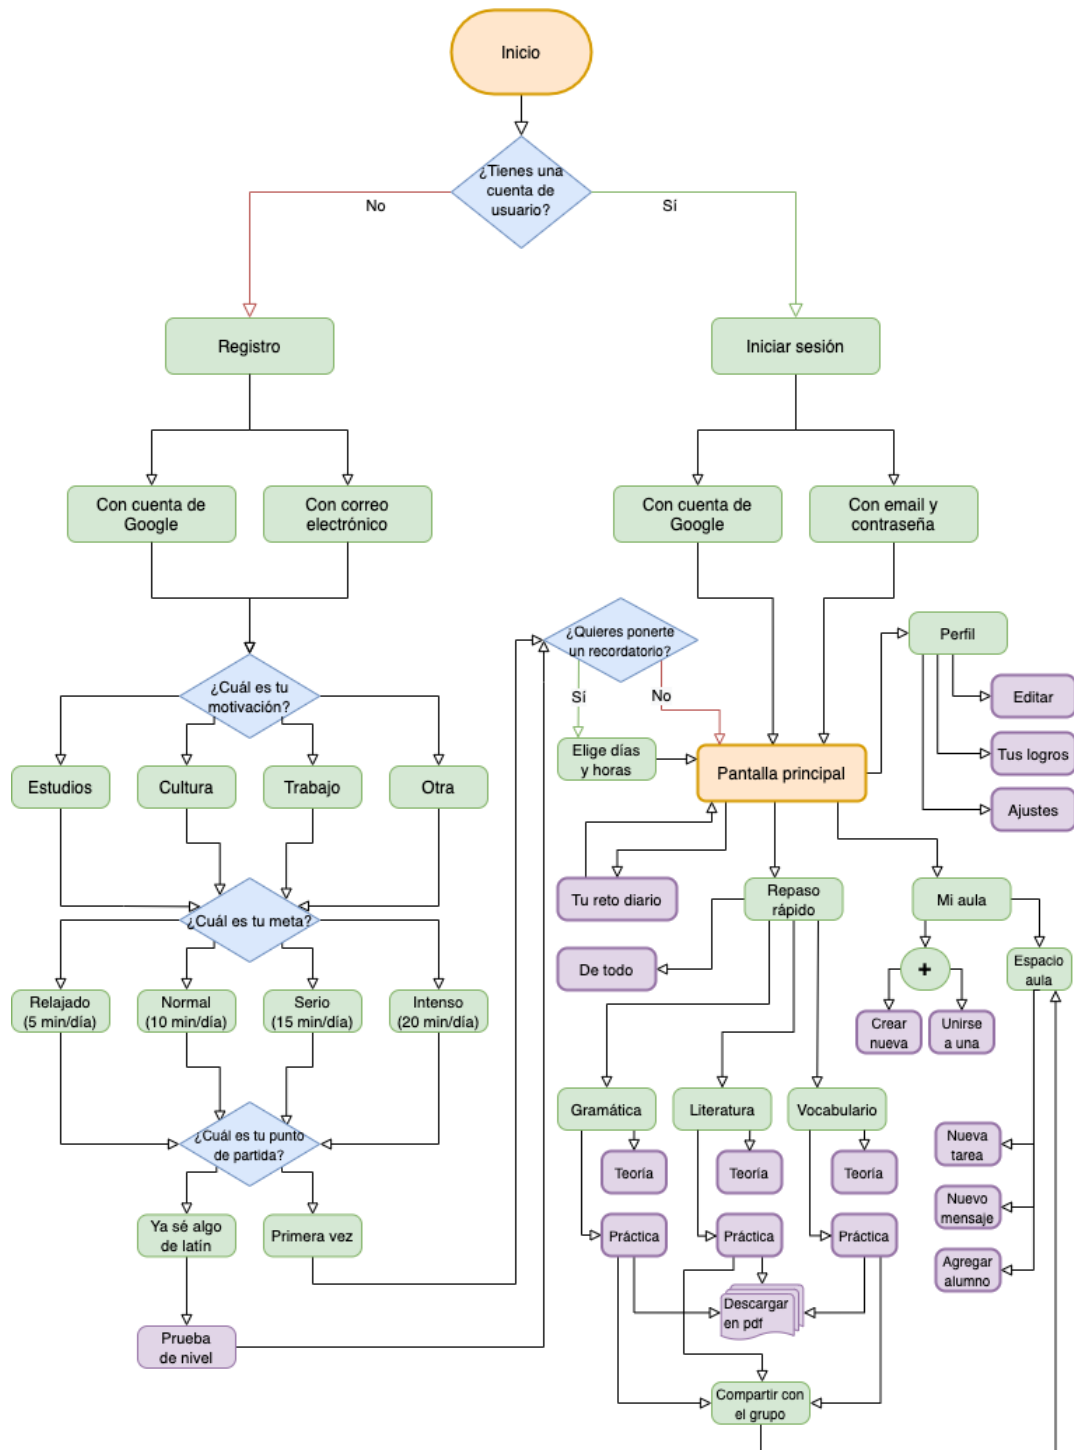 Inicio
¿Tienes una
cuenta de
usuario?
No
Sí
Registro
Iniciar sesión
Con cuenta de
Google
Con correo
electrónico
Con cuenta de
Google
Con email y
contraseña
¿Quieres ponerte
un recordatorio?
Sí
No
Perfil
Editar
Tus logros
Ajustes
¿Cuál es tu
motivación?
Elige días
y horas
Pantalla principal
Estudios
Cultura
Trabajo
Otra
Tu reto diario
Repaso
rápido
Mi aula
¿Cuál es tu meta?
De todo
+
Espacio
aula
Relajado
(5 min/día)
Normal
(10 min/día)
Serio
(15 min/día)
Intenso
(20 min/día)
Crear
nueva
Unirse
a una
Gramática
Literatura
Vocabulario
¿Cuál es tu punto
de partida?
Teoría
Teoría
Teoría
Nueva
tarea
Nuevo
mensaje
Agregar
alumno
Ya sé algo
de latín
Primera vez
Práctica
Práctica
Práctica
Descargar
en pdf
Prueba
de nivel
Compartir con
el grupo